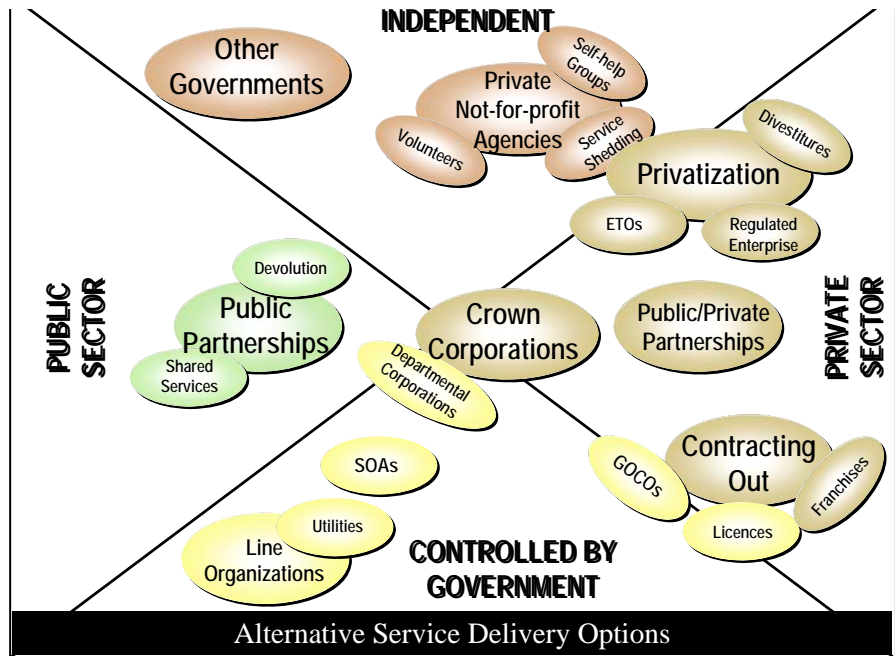 INDEPENDENT
Other
Governments
Self-help
Groups
Private
Not-for-profit
Agencies
Volunteers
Service
Shedding
Divestitures
Privatization
ETOs
Regulated
Enterprise
PUBLIC
SECTOR
Devolution
Public
Partnerships
Shared
Services
Crown
Corporations
Departmental
Corporations
Public/Private
Partnerships
PRIVATE
SECTOR
SOAs
Utilities
Line
Organizations
GOCOs
Contracting
Out
Franchises
Licences
CONTROLLED BY
GOVERNMENT
Alternative Service Delivery Options